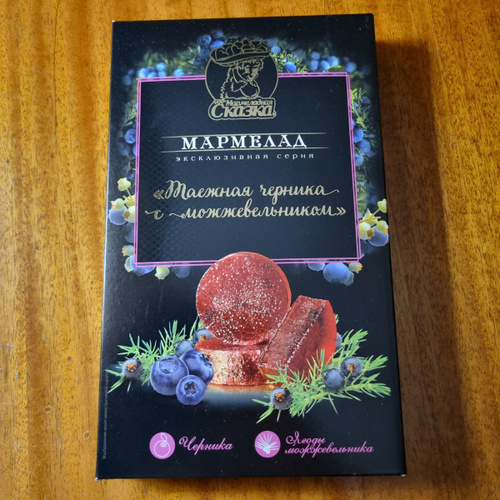 Мармеладная
Сказка
МАРМЕЛАД
эксклюзивная серия
«Таежная черника
с можжевельником»
Черника
Ягоды
можжевельника